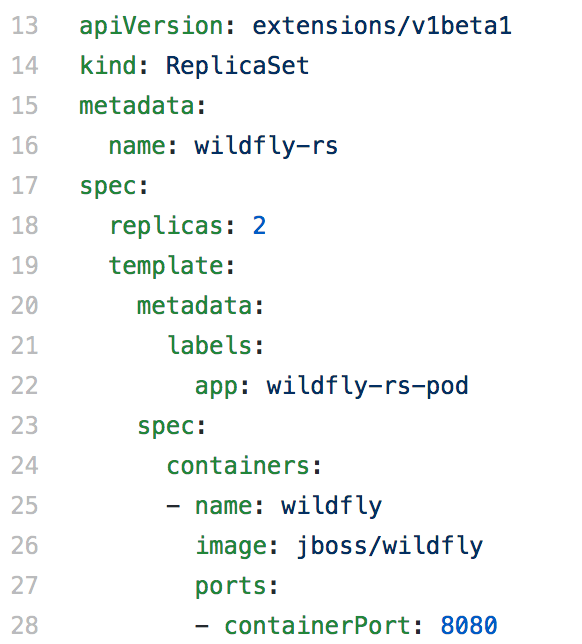 13 apiVersion: extensions/v1beta1
14 kind: ReplicaSet
15 metadata:
16   name: wildfly-rs
17 spec:
18   replicas: 2
19   template:
20     metadata:
21       labels:
22         app: wildfly-rs-pod
23     spec:
24       containers:
25       - name: wildfly
26         image: jboss/wildfly
27         ports:
28         - containerPort: 8080